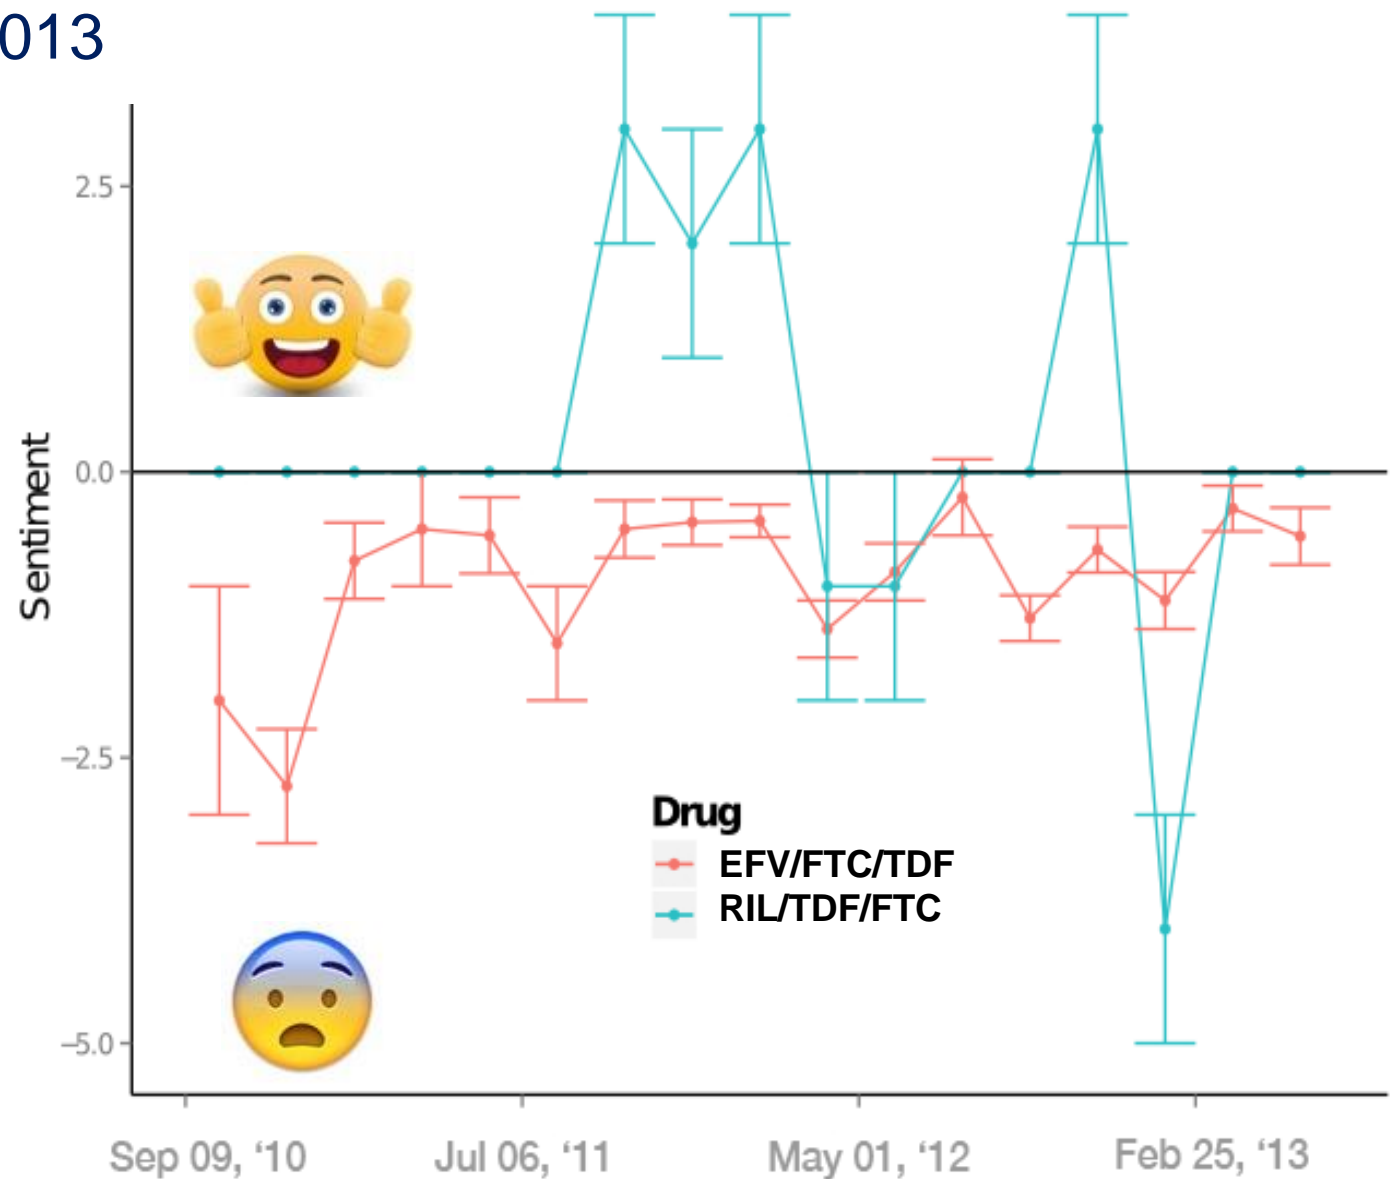 013
2.5
0.0
−2.5
−5.0
Sentiment
Drug
EFV/FTC/TDF
RIL/TDF/FTC
Sep 09, ‘10
Jul 06, ‘11
May 01, ‘12
Feb 25, ‘13